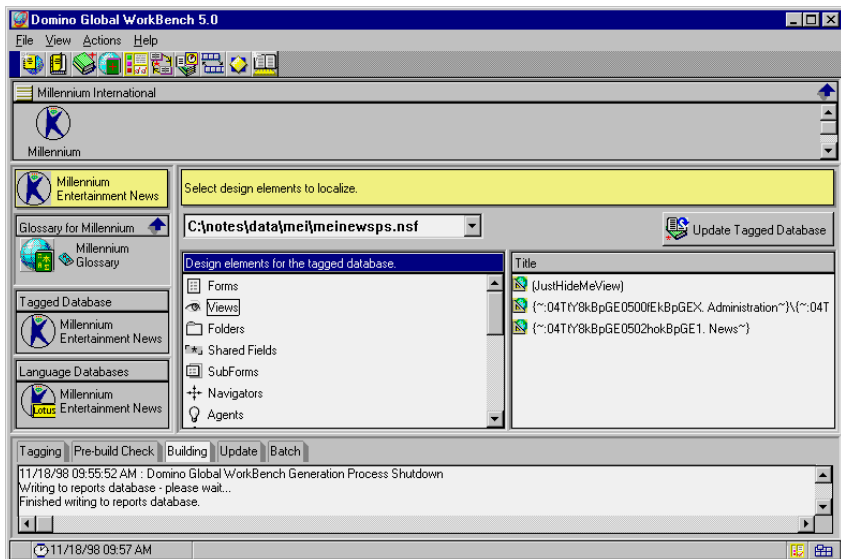 Domino Global WorkBench 5.0
File View Actions Help
Millennium International
Millennium
Millennium
Entertainment News
Select design elements to localize.
Glossary for Millennium
Millennium
Glossary
C:\notes\data\mei\meinewsps.nsf
Update Tagged Database
Design elements for the tagged database.
Title
Forms
Views
Folders
Shared Fields
SubForms
Navigators
Agents
(JustHideMeView)
{~:04TtY8kBpGE0500fEkBpGEX. Administration~}\{~:04T
{~:04TtY8kBpGE0502hokBpGE1. News~}
Tagged Database
Millennium
Entertainment News
Language Databases
Lotus
Millennium
Entertainment News
Tagging Pre-build Check Building Update Batch
11/18/98 09:55:52 AM : Domino Global WorkBench Generation Process Shutdown
Writing to reports database - please wait...
Finished writing to reports database.
11/18/98 09:57 AM